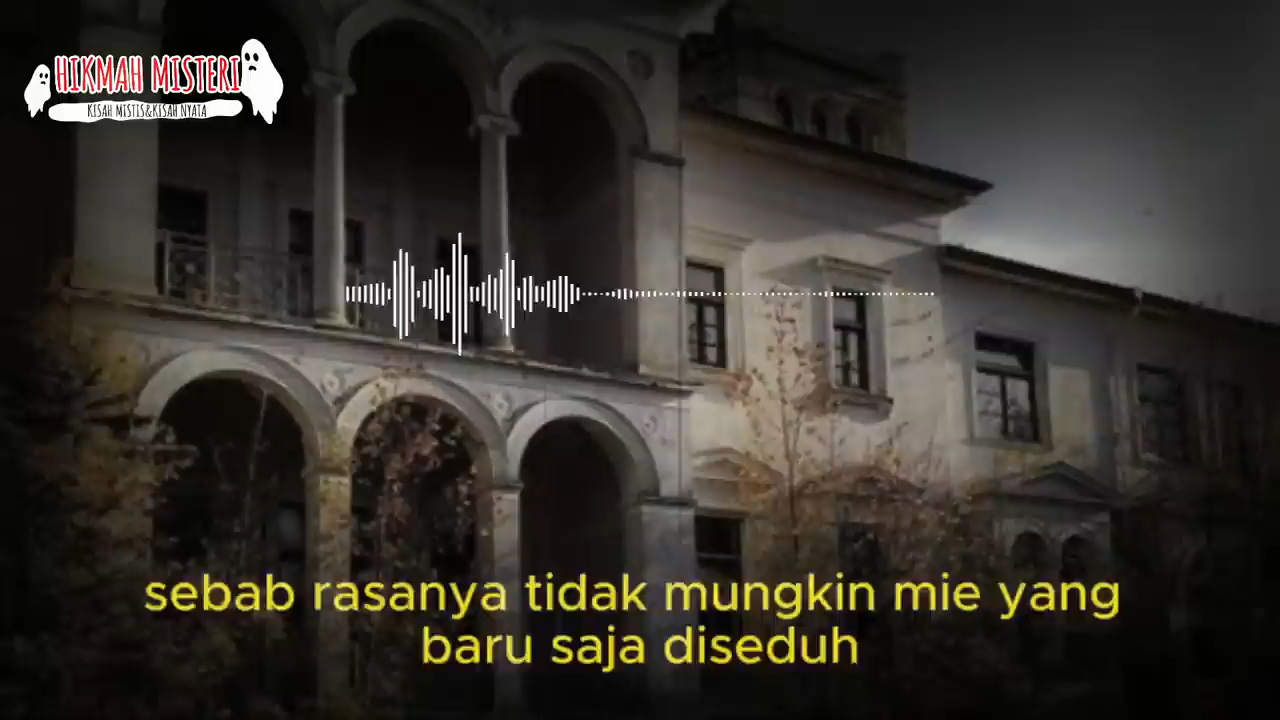 HIKMAH MISTERI
KISAH MISTIS&KISAH NYATA
sebab rasanya tidak mungkin mie yang
baru saja diseduh